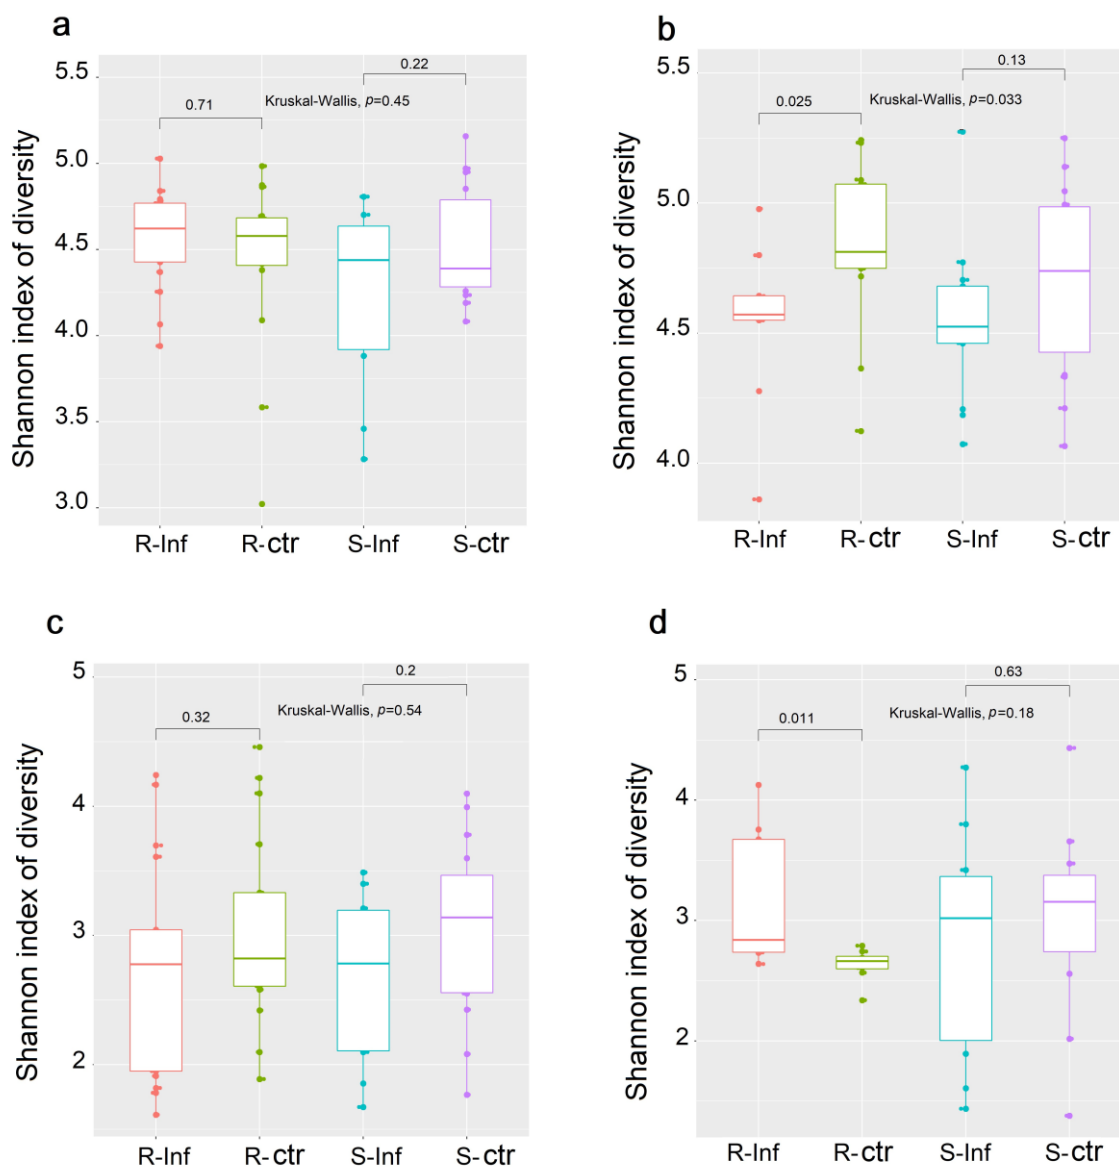 a
Shannon index of diversity
5.5
5.0
4.5
4.0
3.5
3.0
0.71
0.22
Kruskal-Wallis, p=0.45
R-Inf R-ctr S-Inf S-ctr
b
Shannon index of diversity
5.5
5.0
4.5
4.0
0.025
0.13
Kruskal-Wallis, p=0.033
R-Inf R-ctr S-Inf S-ctr
c
Shannon index of diversity
5
4
3
2
0.32
0.2
Kruskal-Wallis, p=0.54
R-Inf R-ctr S-Inf S-ctr
d
Shannon index of diversity
5
4
3
2
0.011
0.63
Kruskal-Wallis, p=0.18
R-Inf R-ctr S-Inf S-ctr